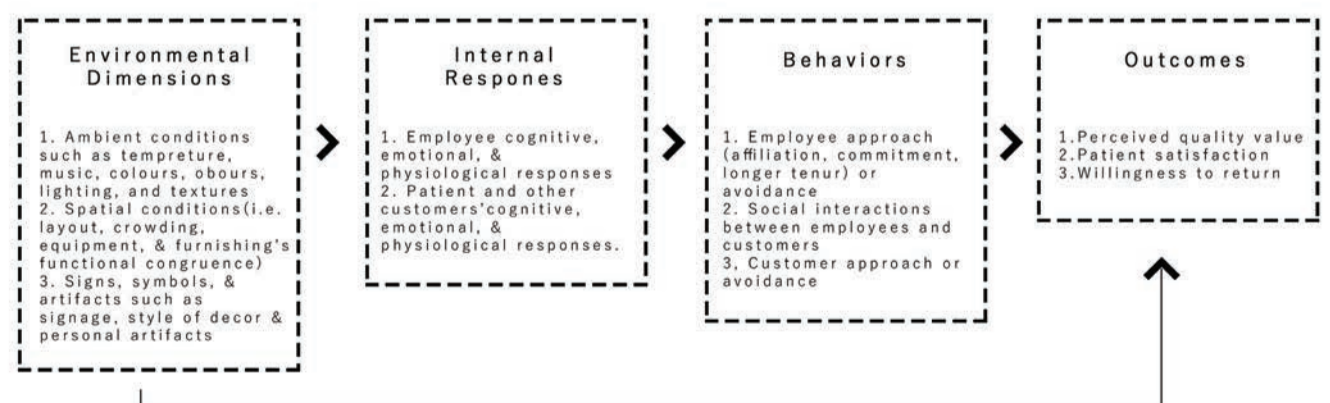 Environmental
Dimensions
1. Ambient conditions
such as tempreture,
music, colours, obours,
lighting, and textures
2. Spatial conditions(i.e.
layout, crowding,
equipment, & furnishing's
functional congruence)
3. Signs, symbols, &
artifacts such as
signage, style of decor &
personal artifacts
Internal
Respones
1. Employee cognitive,
emotional, &
physiological responses
2. Patient and other
customers'cognitive,
emotional, &
physiological responses.
Behaviors
1. Employee approach
(affiliation, commitment,
longer tenur) or
avoidance
2. Social interactions
between employees and
customers
3, Customer approach or
avoidance
Outcomes
1.Perceived quality value
2.Patient satisfaction
3.Willingness to return